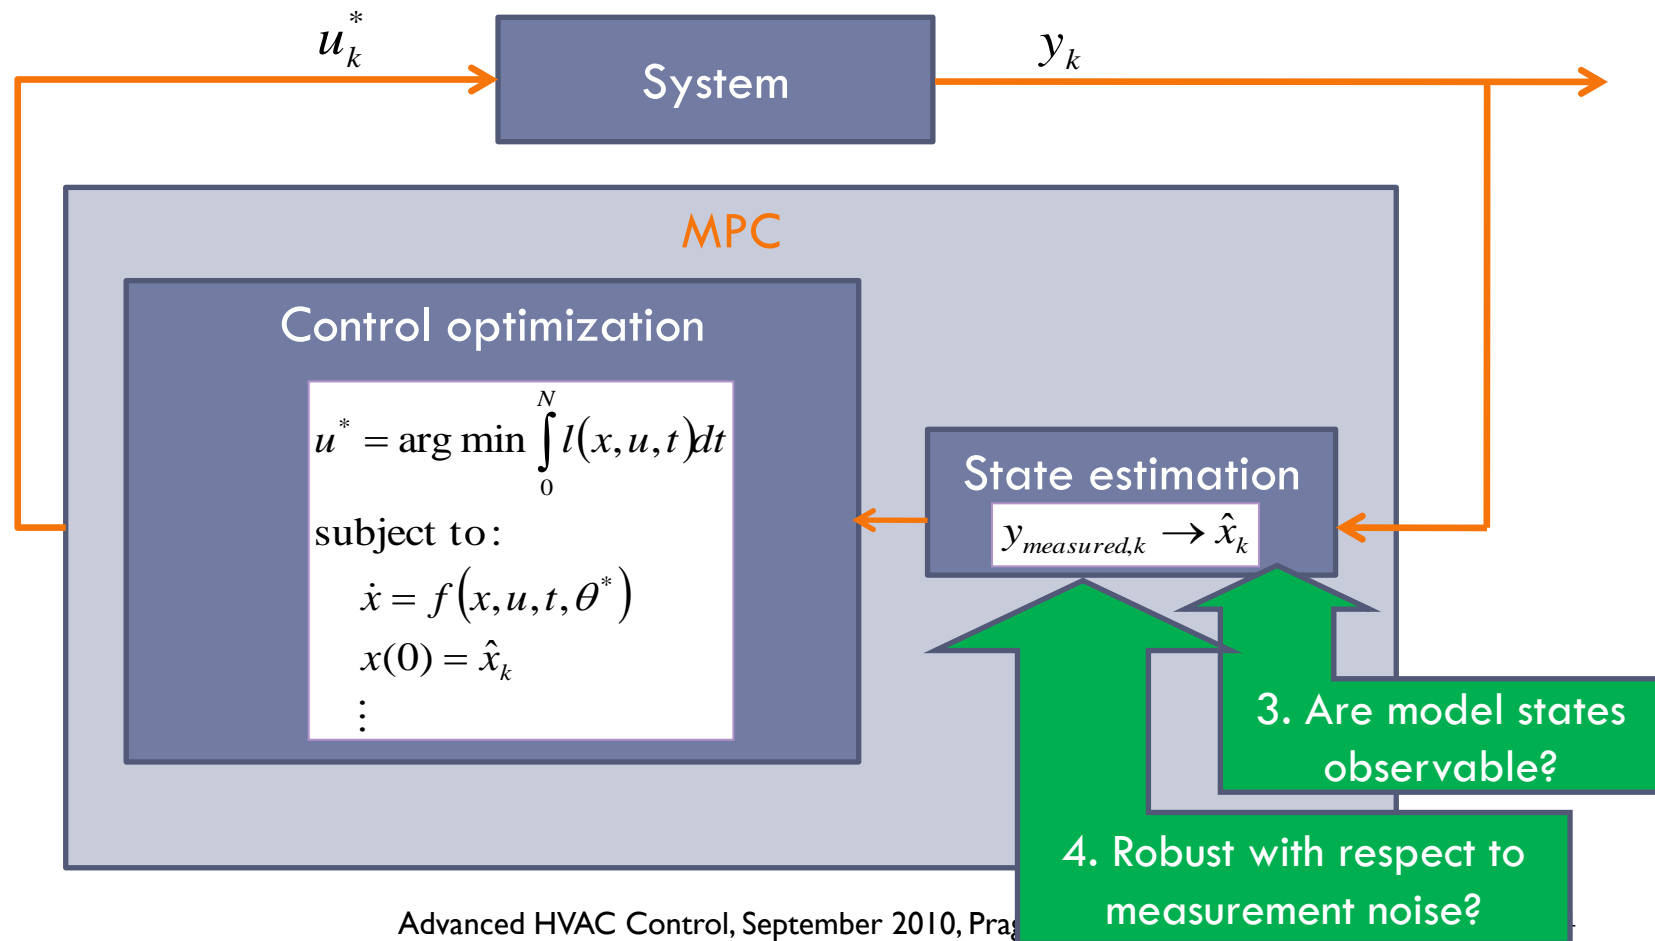 u*k
yk
System
MPC
Control optimization
u* = arg min ∫0N l(x, u, t)dt
subject to:
ẋ = f(x, u, t, θ*)
x(0) = x̂k
⋮
State estimation
ymeasured,k → x̂k
3. Are model states
observable?
4. Robust with respect to
measurement noise?
Advanced HVAC Control, September 2010,